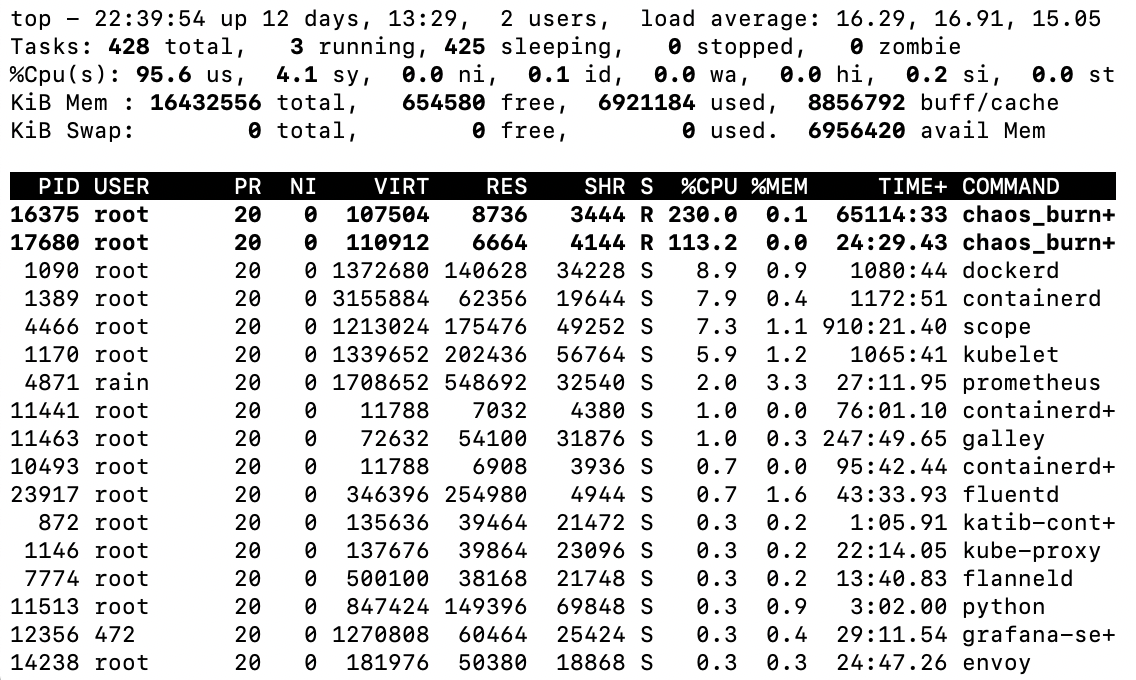 top - 22:39:54 up 12 days, 13:29,  2 users,  load average: 16.29, 16.91, 15.05
Tasks: 428 total,   3 running, 425 sleeping,   0 stopped,   0 zombie
%Cpu(s): 95.6 us,  4.1 sy,  0.0 ni,  0.1 id,  0.0 wa,  0.0 hi,  0.2 si,  0.0 st
KiB Mem : 16432556 total,   654580 free,  6921184 used,  8856792 buff/cache
KiB Swap:        0 total,        0 free,        0 used.  6956420 avail Mem
  PID USER      PR  NI    VIRT    RES    SHR S  %CPU %MEM     TIME+ COMMAND
16375 root      20   0  107504   8736   3444 R 230.0  0.1  65114:33 chaos_burn+
17680 root      20   0  110912   6664   4144 R 113.2  0.0  24:29.43 chaos_burn+
 1090 root      20   0 1372680 140628  34228 S   8.9  0.9   1080:44 dockerd
 1389 root      20   0 3155884  62356  19644 S   7.9  0.4   1172:51 containerd
 4466 root      20   0 1213024 175476  49252 S   7.3  1.1 910:21.40 scope
 1170 root      20   0 1339652 202436  56764 S   5.9  1.2   1065:41 kubelet
 4871 rain      20   0 1708652 548692  32540 S   2.0  3.3  27:11.95 prometheus
11441 root      20   0   11788   7032   4380 S   1.0  0.0  76:01.10 containerd+
11463 root      20   0   72632  54100  31876 S   1.0  0.3 247:49.65 galley
10493 root      20   0   11788   6908   3936 S   0.7  0.0  95:42.44 containerd+
23917 root      20   0  346396 254980   4944 S   0.7  1.6  43:33.93 fluentd
  872 root      20   0  135636  39464  21472 S   0.3  0.2   1:05.91 katib-cont+
 1146 root      20   0  137676  39864  23096 S   0.3  0.2  22:14.05 kube-proxy
 7774 root      20   0  500100  38168  21748 S   0.3  0.2  13:40.83 flanneld
11513 root      20   0  847424 149396  69848 S   0.3  0.9   3:02.00 python
12356 472       20   0 1270808  60464  25424 S   0.3  0.4  29:11.54 grafana-se+
14238 root      20   0  181976  50380  18868 S   0.3  0.3  24:47.26 envoy